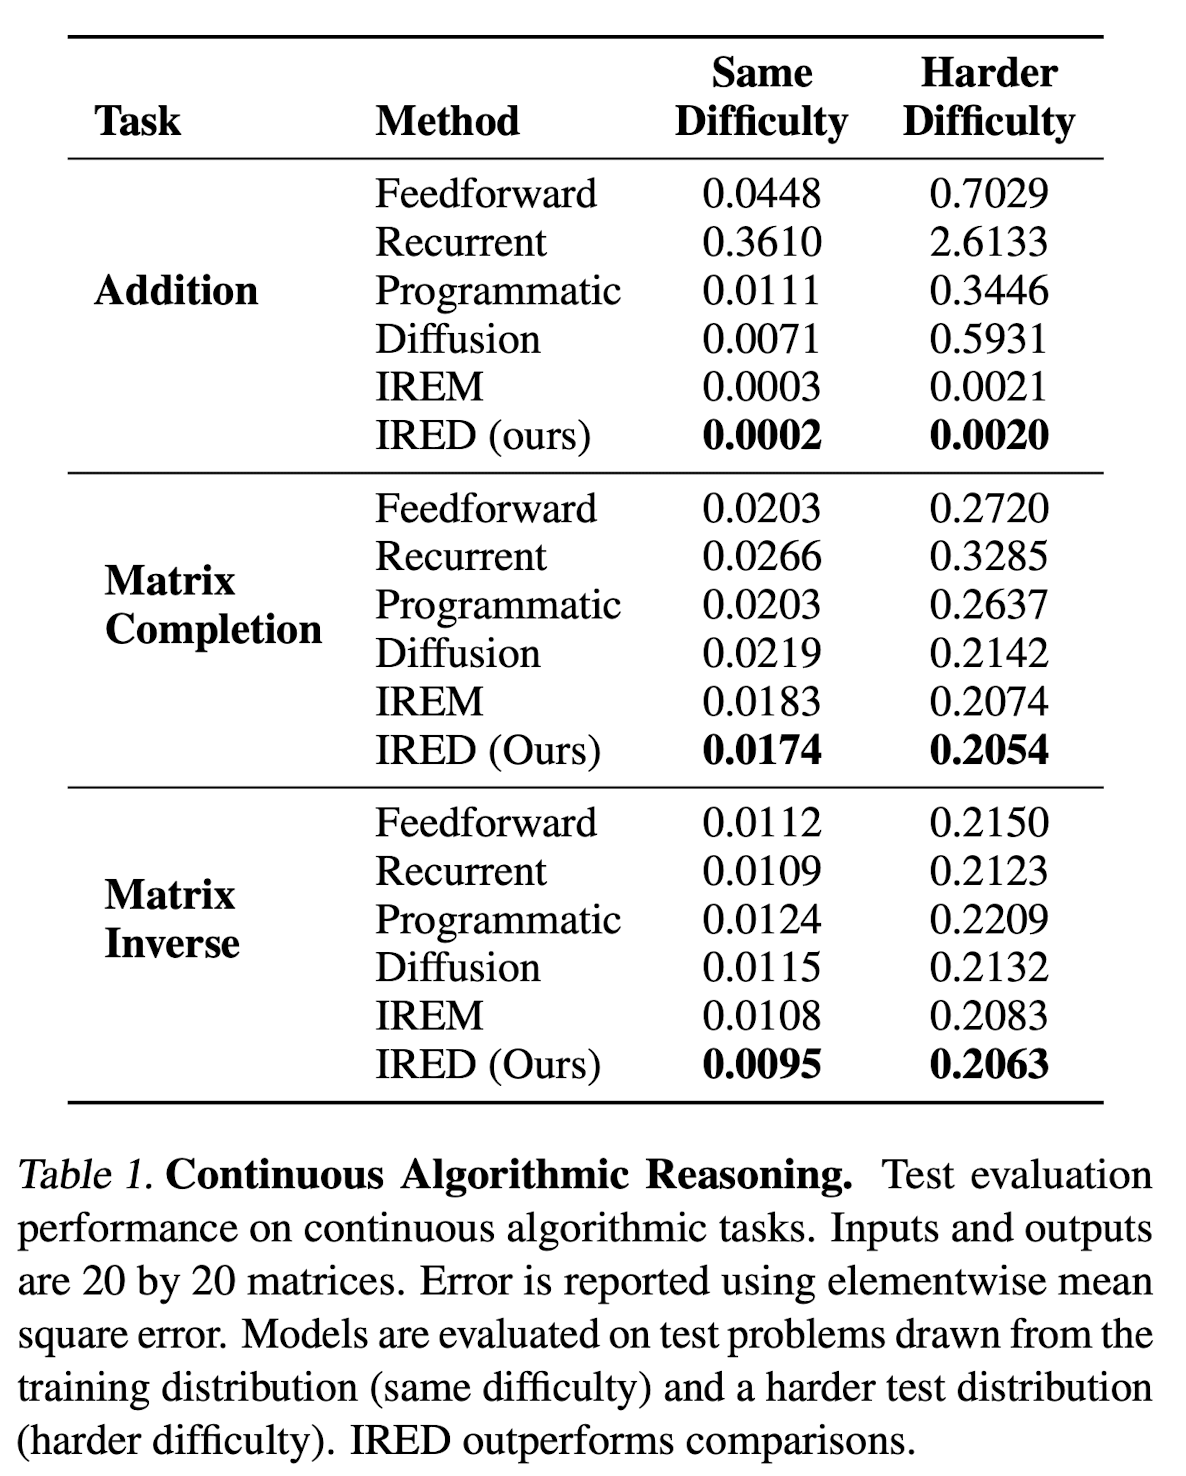 Task Method Same Difficulty Harder Difficulty
Addition
Feedforward 0.0448 0.7029
Recurrent 0.3610 2.6133
Programmatic 0.0111 0.3446
Diffusion 0.0071 0.5931
IREM 0.0003 0.0021
IRED (ours) 0.0002 0.0020
Matrix
Completion
Feedforward 0.0203 0.2720
Recurrent 0.0266 0.3285
Programmatic 0.0203 0.2637
Diffusion 0.0219 0.2142
IREM 0.0183 0.2074
IRED (Ours) 0.0174 0.2054
Matrix
Inverse
Feedforward 0.0112 0.2150
Recurrent 0.0109 0.2123
Programmatic 0.0124 0.2209
Diffusion 0.0115 0.2132
IREM 0.0108 0.2083
IRED (Ours) 0.0095 0.2063
Table 1. Continuous Algorithmic Reasoning. Test evaluation
performance on continuous algorithmic tasks. Inputs and outputs
are 20 by 20 matrices. Error is reported using elementwise mean
square error. Models are evaluated on test problems drawn from the
training distribution (same difficulty) and a harder test distribution
(harder difficulty). IRED outperforms comparisons.